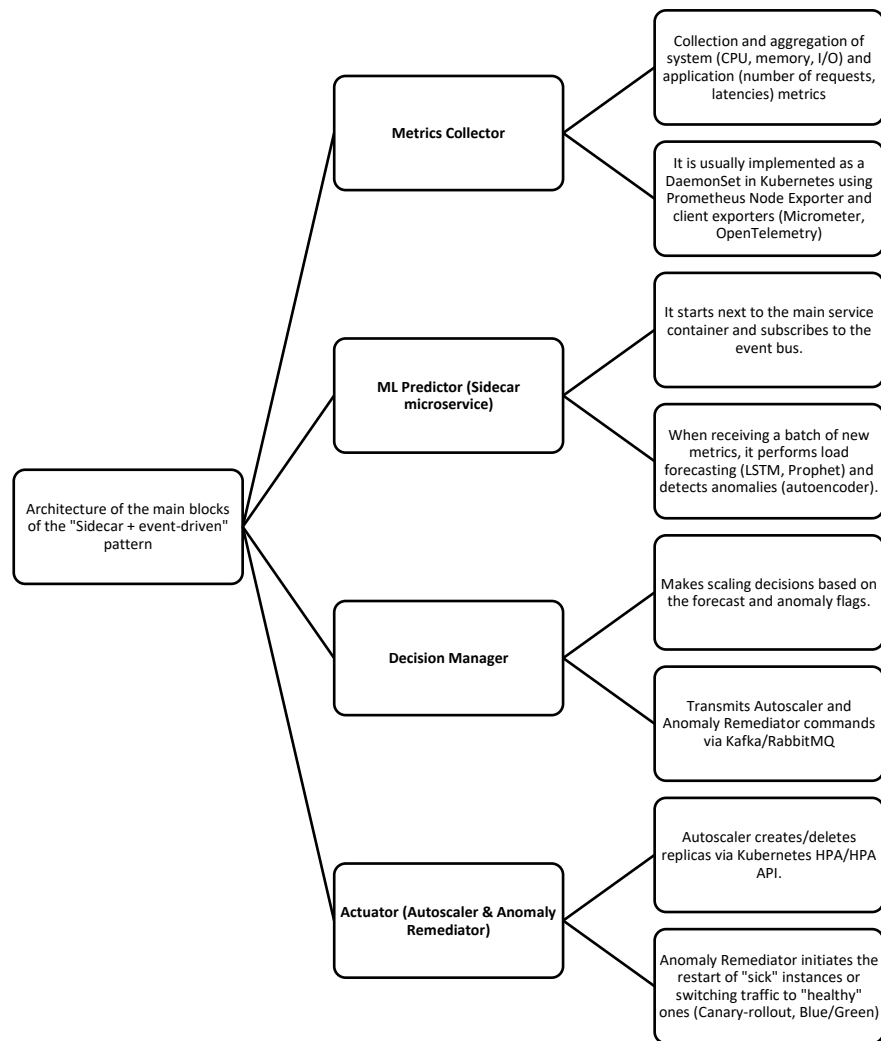 Architecture of the main blocks
of the "Sidecar + event-driven"
pattern
Metrics Collector
Collection and aggregation of
system (CPU, memory, I/O) and
application (number of requests,
latencies) metrics
It is usually implemented as a
DaemonSet in Kubernetes using
Prometheus Node Exporter and
client exporters (Micrometer,
OpenTelemetry)
ML Predictor (Sidecar
microservice)
It starts next to the main service
container and subscribes to the
event bus.
When receiving a batch of new
metrics, it performs load
forecasting (LSTM, Prophet) and
detects anomalies (autoencoder).
Decision Manager
Makes scaling decisions based on
the forecast and anomaly flags.
Transmits Autoscaler and
Anomaly Remediator commands
via Kafka/RabbitMQ
Actuator (Autoscaler & Anomaly
Remediator)
Autoscaler creates/deletes
replicas via Kubernetes HPA/HPA
API.
Anomaly Remediator initiates the
restart of "sick" instances or
switching traffic to "healthy"
ones (Canary-rollout, Blue/Green)